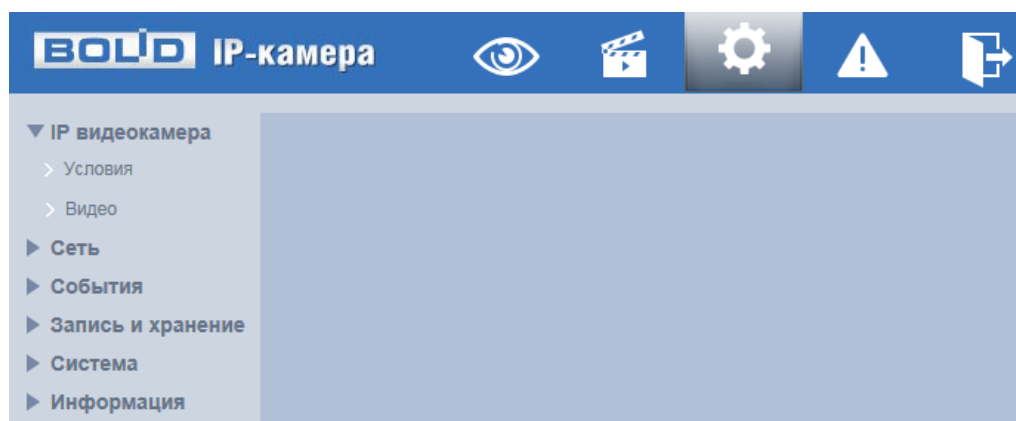 BOLID IP-камера
IP видеокамера
Условия
Видео
Сеть
События
Запись и хранение
Система
Информация